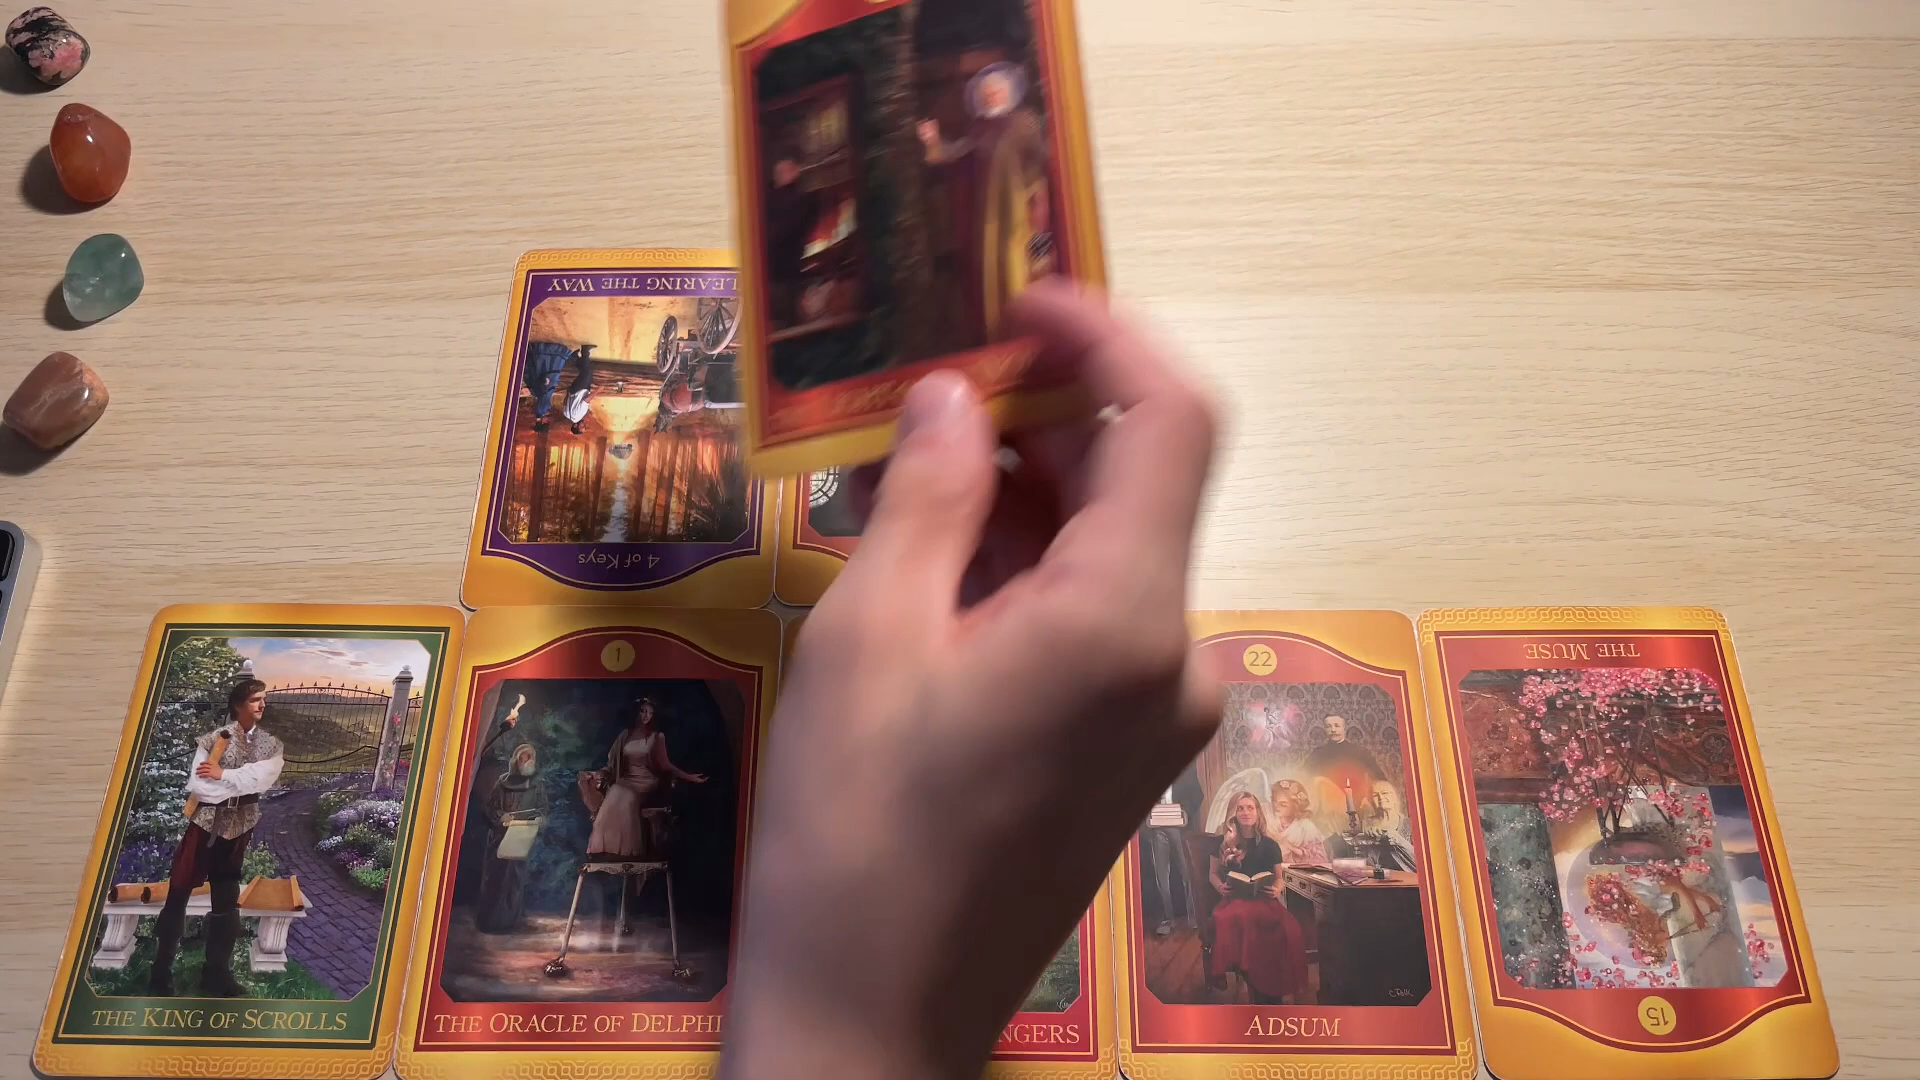 LEARING THE WAY
4 of Keys
THE KING OF SCROLLS
1
THE ORACLE OF DELPHI
NGERS
22
ADSUM
THE MUSE
15